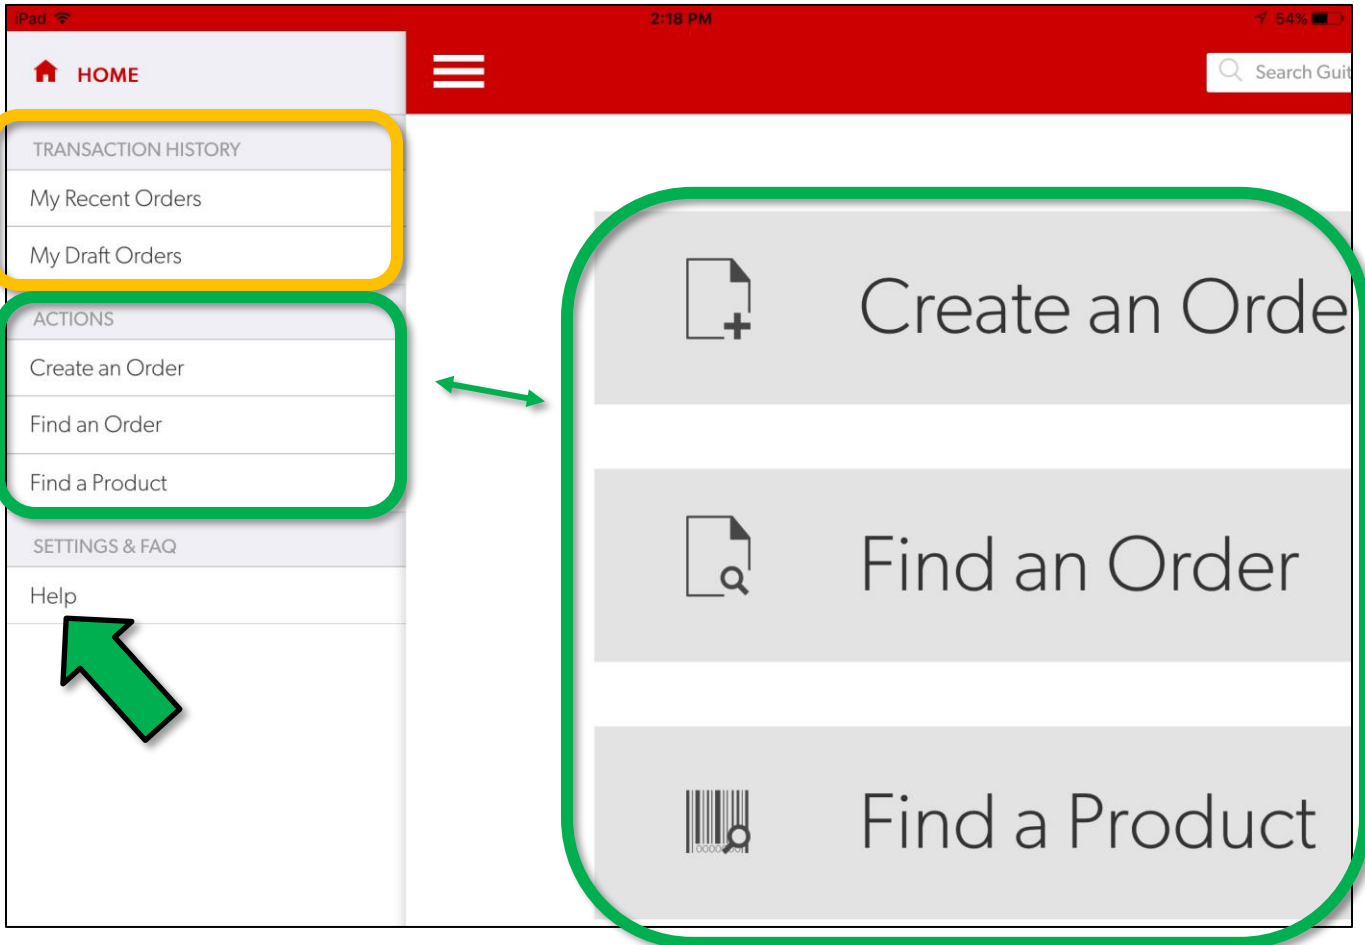 iPad 2:18 PM 54%
HOME
Search Guit
TRANSACTION HISTORY
My Recent Orders
My Draft Orders
ACTIONS
Create an Order
Find an Order
Find a Product
SETTINGS & FAQ
Help
Create an Orde
Find an Order
Find a Product